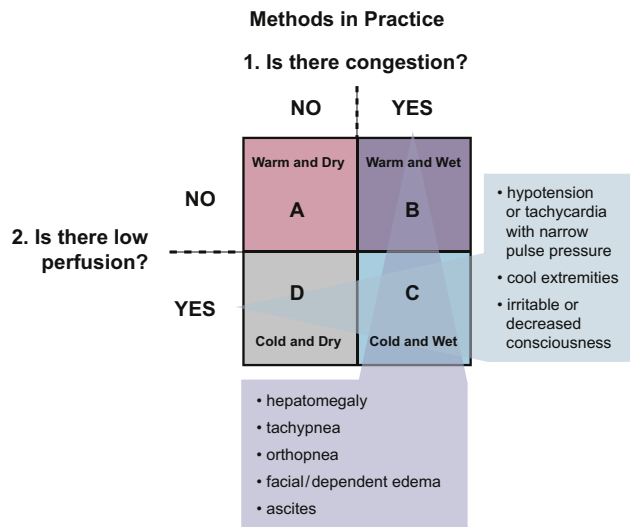 Methods in Practice
1. Is there congestion?
NO
YES
Warm and Dry
Warm and Wet
NO
A
B
2. Is there low
perfusion?
YES
D
C
Cold and Dry
Cold and Wet
• hypotension
or tachycardia
with narrow
pulse pressure
• cool extremities
• irritable or
decreased
consciousness
• hepatomegaly
• tachypnea
• orthopnea
• facial/dependent edema
• ascites